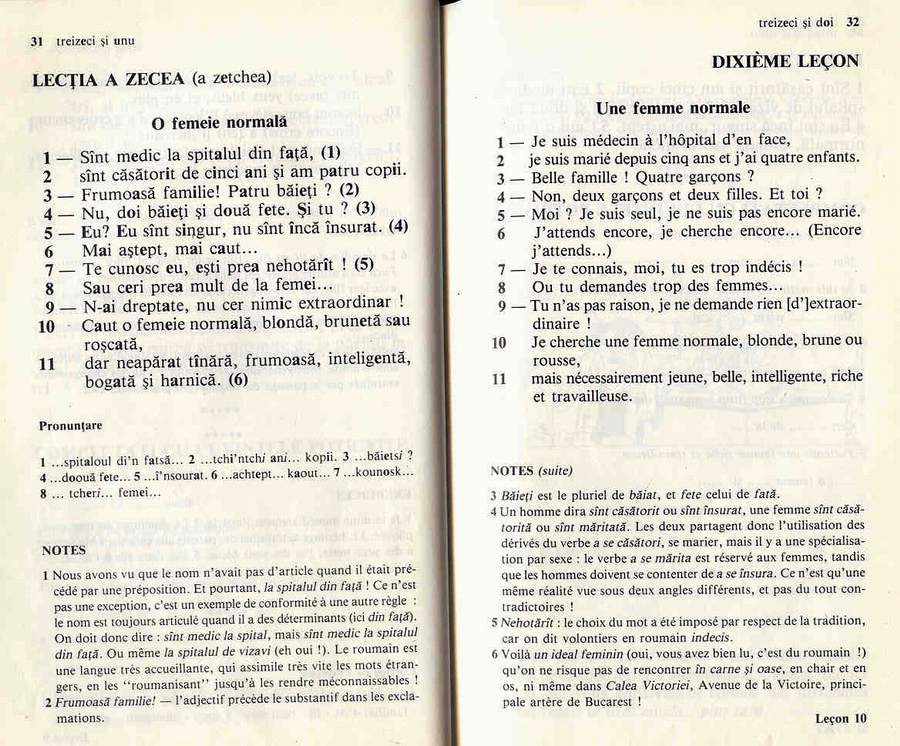 31 treizeci și unu
LECȚIA A ZECEA (a zetchea)
O femeie normală
1 — Sînt medic la spitalul din față, (1)
2 sînt căsătorit de cinci ani și am patru copii.
3 — Frumoasă familie! Patru băieți ? (2)
4 — Nu, doi băieți și două fete. Și tu ? (3)
5 — Eu? Eu sînt singur, nu sînt încă însurat. (4)
6 Mai aștept, mai caut...
7 — Te cunosc eu, ești prea nehotărît ! (5)
8 Sau ceri prea mult de la femei...
9 — N-ai dreptate, nu cer nimic extraordinar !
10 Caut o femeie normală, blondă, brunetă sau
roșcată,
11 dar neapărat tînără, frumoasă, inteligentă,
bogată și harnică. (6)
Pronunțare
1 ...spitaloul di'n fatsă... 2 ...tchi'ntchi ani... kopii. 3 ...băietsi ?
4 ...doouă fete... 5 ...î'nsourat. 6 ...achtept... kaout... 7 ...kounosk...
8 ... tcheri... femei...
NOTES
1 Nous avons vu que le nom n'avait pas d'article quand il était pré-
cédé par une préposition. Et pourtant, la spitalul din față ! Ce n'est
pas une exception, c'est un exemple de conformité à une autre règle :
le nom est toujours articulé quand il a des déterminants (ici din față).
On doit donc dire : sînt medic la spital, mais sînt medic la spitalul
din față. Ou même la spitalul de vizavi (eh oui !). Le roumain est
une langue très accueillante, qui assimile très vite les mots étran-
gers, en les "roumanisant" jusqu'à les rendre méconnaissables !
2 Frumoasă familie! — l'adjectif précède le substantif dans les excla-
mations.
treizeci și doi 32
DIXIÈME LEÇON
Une femme normale
1 — Je suis médecin à l'hôpital d'en face,
2 je suis marié depuis cinq ans et j'ai quatre enfants.
3 — Belle famille ! Quatre garçons ?
4 — Non, deux garçons et deux filles. Et toi ?
5 — Moi ? Je suis seul, je ne suis pas encore marié.
6 J'attends encore, je cherche encore... (Encore
j'attends...)
7 — Je te connais, moi, tu es trop indécis !
8 Ou tu demandes trop des femmes...
9 — Tu n'as pas raison, je ne demande rien [d']extraor-
dinaire !
10 Je cherche une femme normale, blonde, brune ou
rousse,
11 mais nécessairement jeune, belle, intelligente, riche
et travailleuse.
NOTES (suite)
3 Băieți est le pluriel de băiat, et fete celui de fată.
4 Un homme dira sînt căsătorit ou sînt însurat, une femme sînt căsă-
torită ou sînt măritată. Les deux partagent donc l'utilisation des
dérivés du verbe a se căsători, se marier, mais il y a une spécialisa-
tion par sexe : le verbe a se mărita est réservé aux femmes, tandis
que les hommes doivent se contenter de a se însura. Ce n'est qu'une
même réalité vue sous deux angles différents, et pas du tout con-
tradictoires !
5 Nehotărît : le choix du mot a été imposé par respect de la tradition,
car on dit volontiers en roumain indecis.
6 Voilà un ideal feminin (oui, vous avez bien lu, c'est du roumain !)
qu'on ne risque pas de rencontrer în carne și oase, en chair et en
os, ni même dans Calea Victoriei, Avenue de la Victoire, princi-
pale artère de Bucarest !
Leçon 10